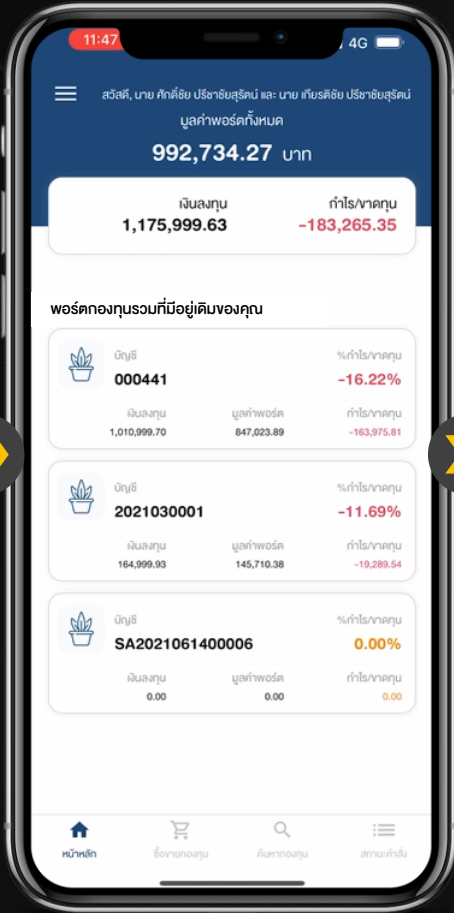 11:47
4G
สวัสดี, นาย ศักดิ์ชัย ปรีชาชัยสุรัตน์ และ นาย เกียรติชัย ปรีชาชัยสุรัตน์
มูลค่าพอร์ตทั้งหมด
992,734.27 บาท
เงินลงทุน กำไร/ขาดทุน
1,175,999.63 -183,265.35
พอร์ตกองทุนรวมที่มีอยู่เดิมของคุณ
บัญชี %กำไร/ขาดทุน
000441 -16.22%
เงินลงทุน มูลค่าพอร์ต กำไร/ขาดทุน
1,010,999.70 847,023.89 -163,975.81
บัญชี %กำไร/ขาดทุน
2021030001 -11.69%
เงินลงทุน มูลค่าพอร์ต กำไร/ขาดทุน
164,999.93 145,710.38 -19,289.54
บัญชี %กำไร/ขาดทุน
SA2021061400006 0.00%
เงินลงทุน มูลค่าพอร์ต กำไร/ขาดทุน
0.00 0.00 0.00
หน้าหลัก ซื้อขายกองทุน ค้นหากองทุน สถานะคำสั่ง